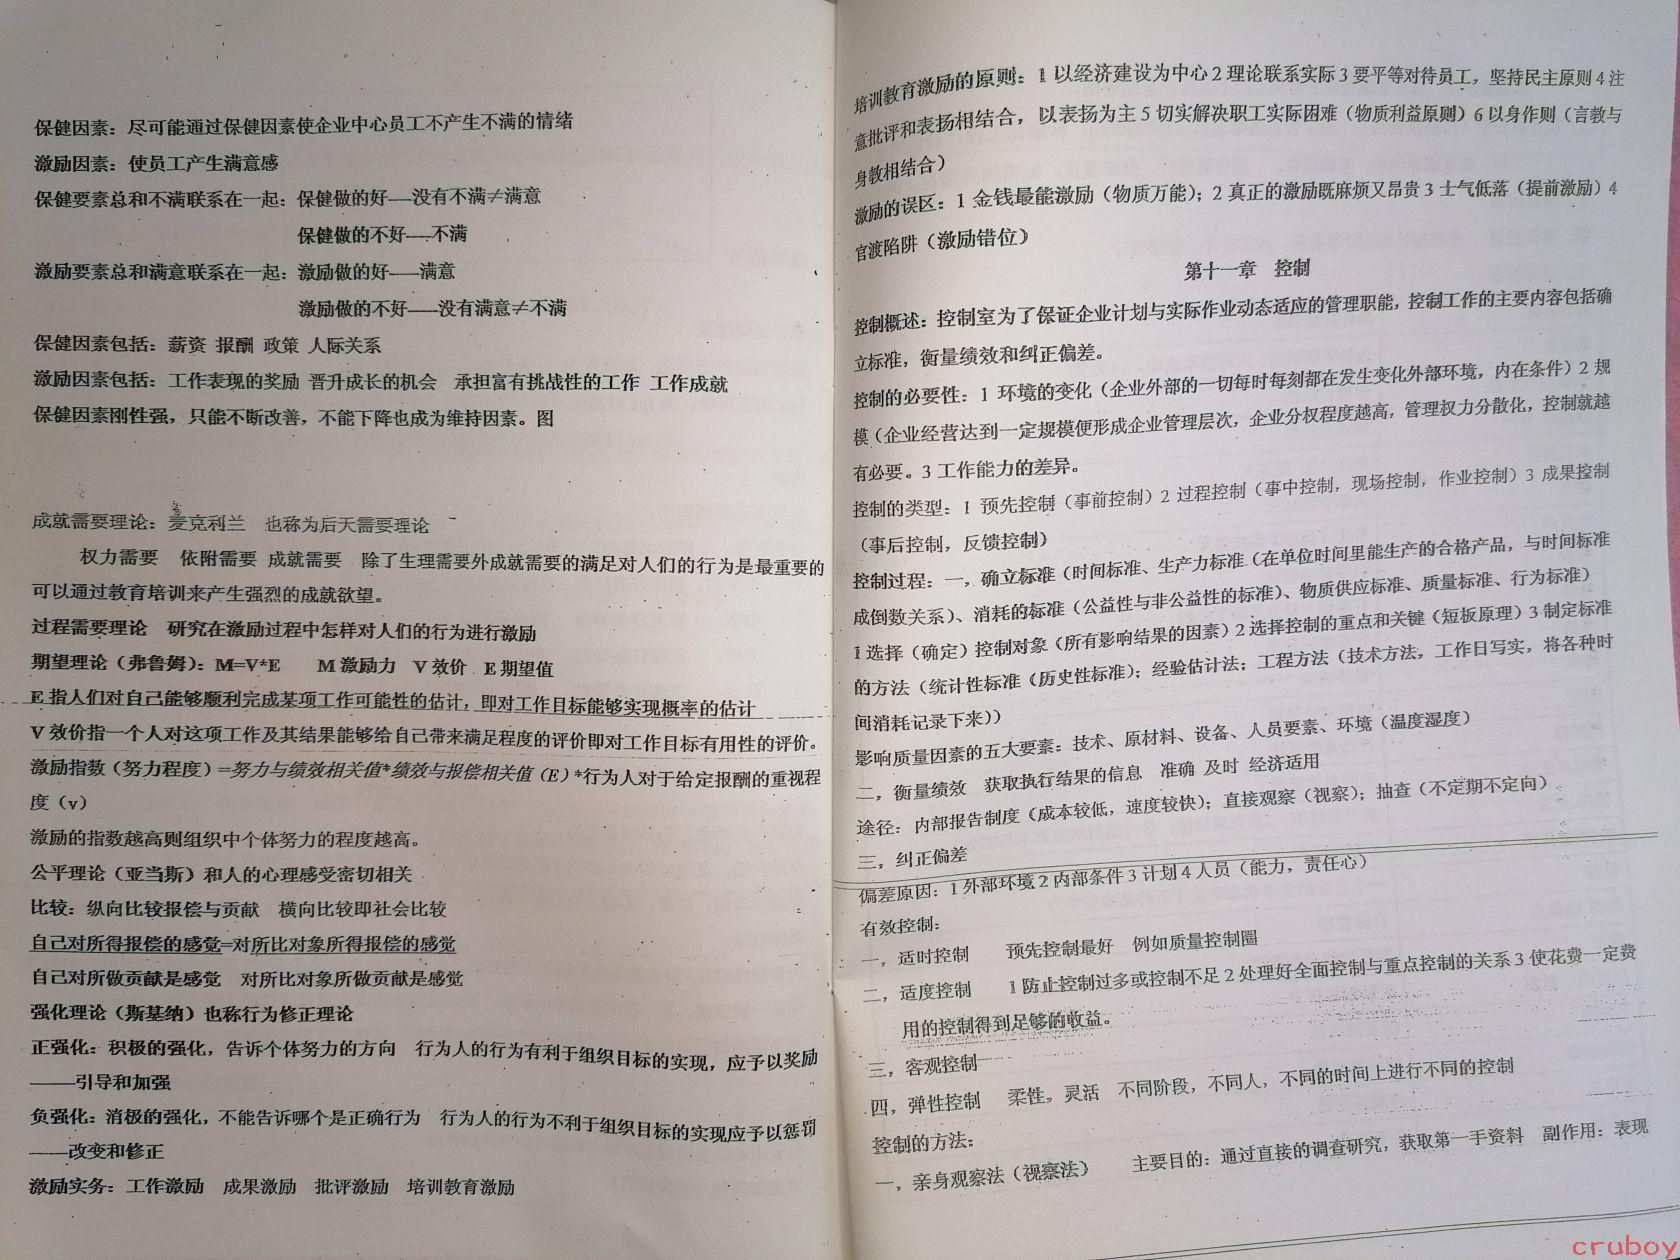 保健因素：尽可能通过保健因素使企业中心员工不产生不满的情绪
激励因素：使员工产生满意感
保健要素总和不满联系在一起：保健做的好----没有不满≠满意
保健做的不好----不满
激励要素总和满意联系在一起：激励做的好-----满意
激励做的不好----没有满意≠不满
保健因素包括：薪资 报酬 政策 人际关系
激励因素包括：工作表现的奖励 晋升成长的机会 承担富有挑战性的工作 工作成就
保健因素刚性强，只能不断改善，不能下降也成为维持因素。图
成就需要理论：麦克利兰 也称为后天需要理论
权力需要 依附需要 成就需要 除了生理需要外成就需要的满足对人们的行为是最重要的
可以通过教育培训来产生强烈的成就欲望。
过程需要理论 研究在激励过程中怎样对人们的行为进行激励
期望理论（弗鲁姆）：M=V*E M 激励力 V 效价 E 期望值
E 指人们对自己能够顺利完成某项工作可能性的估计，即对工作目标能够实现概率的估计
V 效价指一个人对这项工作及其结果能够给自己带来满足程度的评价即对工作目标有用性的评价。
激励指数（努力程度）=努力与绩效相关值*绩效与报偿相关值（E）*行为人对于给定报酬的重视程
度（v）
激励的指数越高则组织中个体努力的程度越高。
公平理论（亚当斯）和人的心理感受密切相关
比较：纵向比较报偿与贡献 横向比较即社会比较
自己对所得报偿的感觉=对所比对象所得报偿的感觉
自己对所做贡献是感觉 对所比对象所做贡献是感觉
强化理论（斯基纳）也称行为修正理论
正强化：积极的强化，告诉个体努力的方向 行为人的行为有利于组织目标的实现，应予以奖励
——引导和加强
负强化：消极的强化，不能告诉哪个是正确行为 行为人的行为不利于组织目标的实现应予以惩罚
——改变和修正
激励实务：工作激励 成果激励 批评激励 培训教育激励
培训教育激励的原则：1 以经济建设为中心 2 理论联系实际 3 要平等对待员工，坚持民主原则 4 注
意批评和表扬相结合，以表扬为主 5 切实解决职工实际困难（物质利益原则）6 以身作则（言教与
身教相结合）
激励的误区：1 金钱最能激励（物质万能）；2 真正的激励既麻烦又昂贵 3 士气低落（提前激励）4
官渡陷阱（激励错位）
第十一章 控制
控制概述：控制室为了保证企业计划与实际作业动态适应的管理职能，控制工作的主要内容包括确
立标准，衡量绩效和纠正偏差。
控制的必要性：1 环境的变化（企业外部的一切每时每刻都在发生变化外部环境，内在条件）2 规
模（企业经营达到一定规模便形成企业管理层次，企业分权程度越高，管理权力分散化，控制就越
有必要。3 工作能力的差异。
控制的类型：1 预先控制（事前控制）2 过程控制（事中控制，现场控制，作业控制）3 成果控制
（事后控制，反馈控制）
控制过程：一，确立标准（时间标准、生产力标准（在单位时间里能生产的合格产品，与时间标准
成倒数关系）、消耗的标准（公益性与非公益性的标准）、物质供应标准、质量标准、行为标准）
1 选择（确定）控制对象（所有影响结果的因素）2 选择控制的重点和关键（短板原理）3 制定标准
的方法（统计性标准（历史性标准）；经验估计法；工程方法（技术方法，工作日写实，将各种时
间消耗记录下来））
影响质量因素的五大要素：技术、原材料、设备、人员要素、环境（温度湿度）
二，衡量绩效 获取执行结果的信息 准确 及时 经济适用
途径：内部报告制度（成本较低，速度较快）；直接观察（视察）；抽查（不定期不定向）
三，纠正偏差
偏差原因：1 外部环境 2 内部条件 3 计划 4 人员（能力，责任心）
有效控制：
一，适时控制 预先控制最好 例如质量控制圈
二，适度控制 1 防止控制过多或控制不足 2 处理好全面控制与重点控制的关系 3 使花费一定费
用的控制得到足够的收益。
三，客观控制
四，弹性控制 柔性，灵活 不同阶段，不同人，不同的时间上进行不同的控制
控制的方法：
一，亲身观察法（视察法） 主要目的：通过直接的调查研究，获取第一手资料 副作用：表现
cruboy